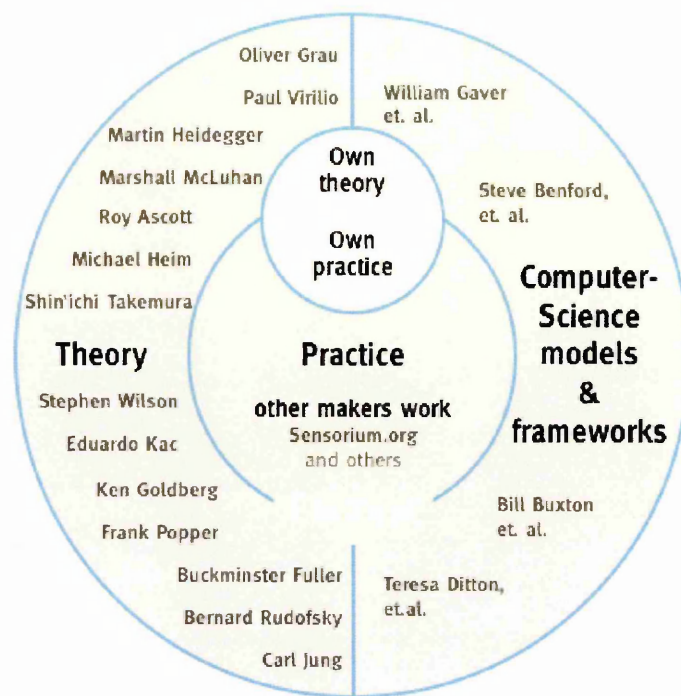 Oliver Grau
Paul Virilio
Martin Heidegger
Marshall McLuhan
Roy Ascott
Michael Heim
Shin'ichi Takemura
Theory
Stephen Wilson
Eduardo Kac
Ken Goldberg
Frank Popper
Buckminster Fuller
Bernard Rudofsky
Carl Jung
Own
theory
Own
practice
Practice
other makers work
Sensorium.org
and others
William Gaver
et. al.
Steve Benford,
et. al.
Computer-
Science
models
&
frameworks
Bill Buxton
et. al.
Teresa Ditton,
et.al.